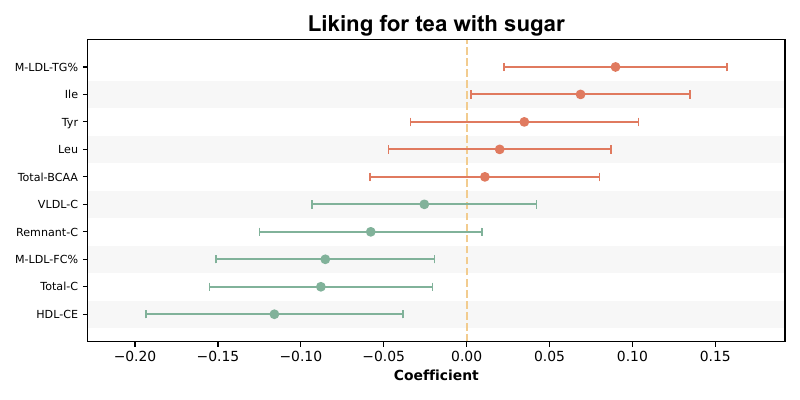 Liking for tea with sugar
M-LDL-TG%
Ile
Tyr
Leu
Total-BCAA
VLDL-C
Remnant-C
M-LDL-FC%
Total-C
HDL-CE
−0.20 −0.15 −0.10 −0.05 0.00 0.05 0.10 0.15
Coefficient